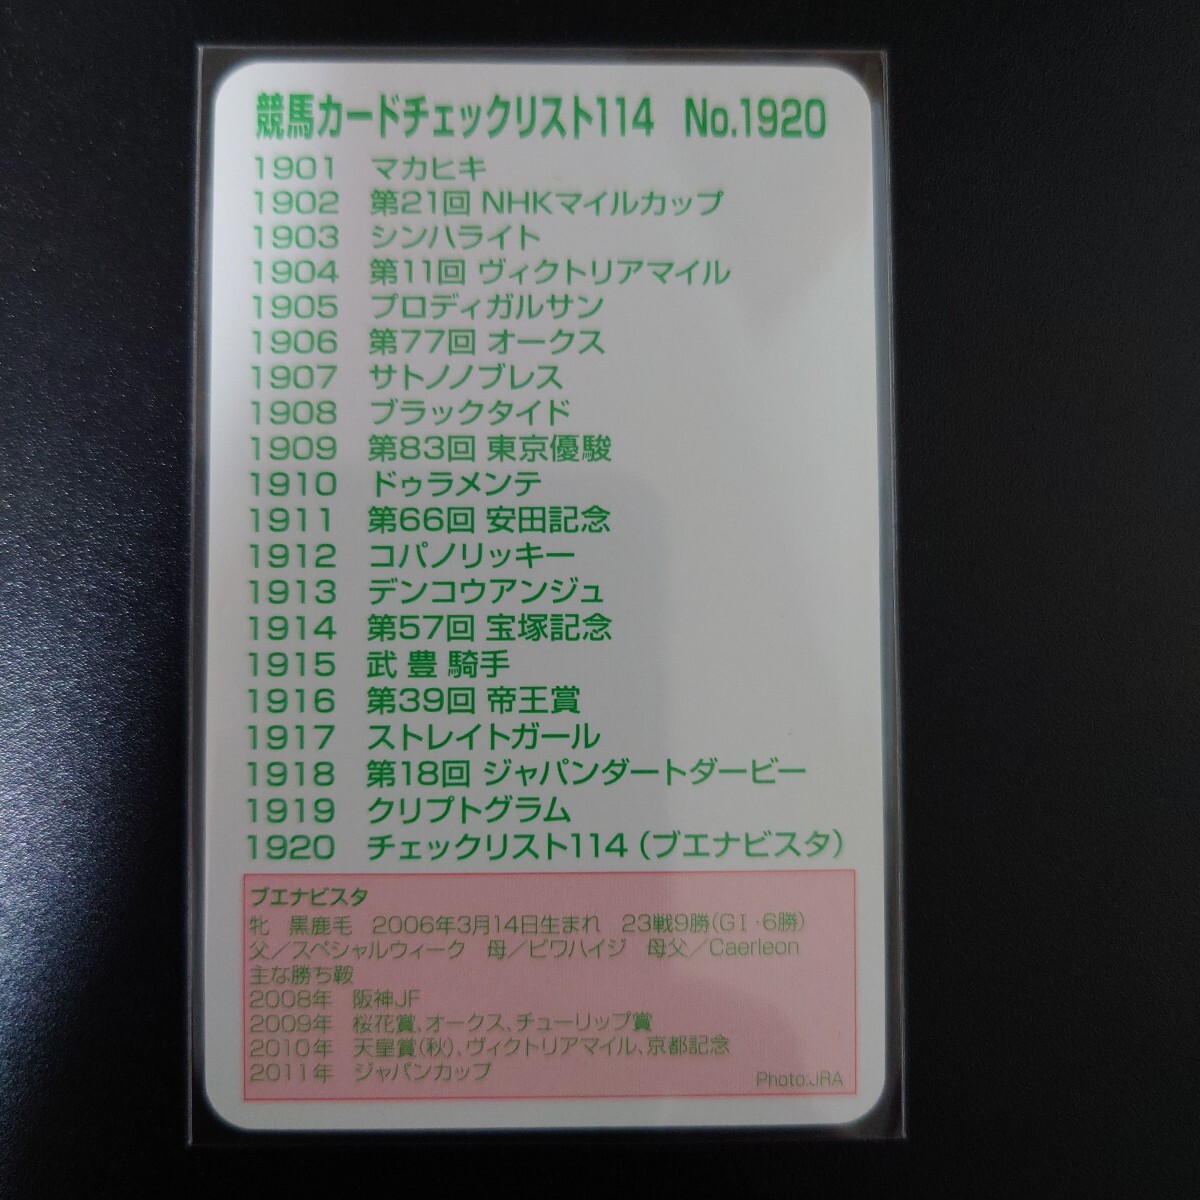 競馬カードチェックリスト114 No.1920
1901 マカヒキ
1902 第21回 NHKマイルカップ
1903 シンハライト
1904 第11回 ヴィクトリアマイル
1905 プロディガルサン
1906 第77回 オークス
1907 サトノノブレス
1908 ブラックタイド
1909 第83回 東京優駿
1910 ドゥラメンテ
1911 第66回 安田記念
1912 コパノリッキー
1913 デンコウアンジュ
1914 第57回 宝塚記念
1915 武 豊 騎手
1916 第39回 帝王賞
1917 ストレイトガール
1918 第18回 ジャパンダートダービー
1919 クリプトグラム
1920 チェックリスト114(ブエナビスタ)
ブエナビスタ
牝 黒鹿毛 2006年3月14日生まれ 23戦9勝(GⅠ・6勝)
父/スペシャルウィーク 母/ビワハイジ 母父/Caerleon
主な勝ち鞍
2008年 阪神JF
2009年 桜花賞、オークス、チューリップ賞
2010年 天皇賞(秋)、ヴィクトリアマイル、京都記念
2011年 ジャパンカップ
Photo:JRA